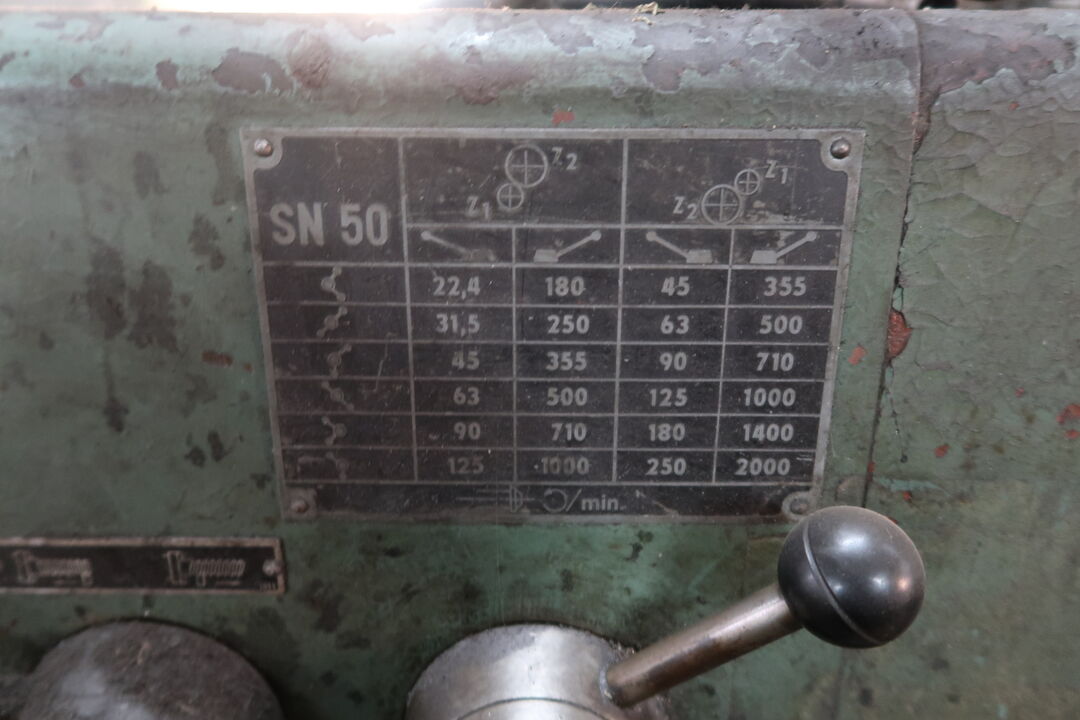 Z2
Z1
Z1
Z2
SN 50
22,4 180 45 355
31,5 250 63 500
45 355 90 710
63 500 125 1000
90 710 180 1400
125 1000 250 2000
/min.